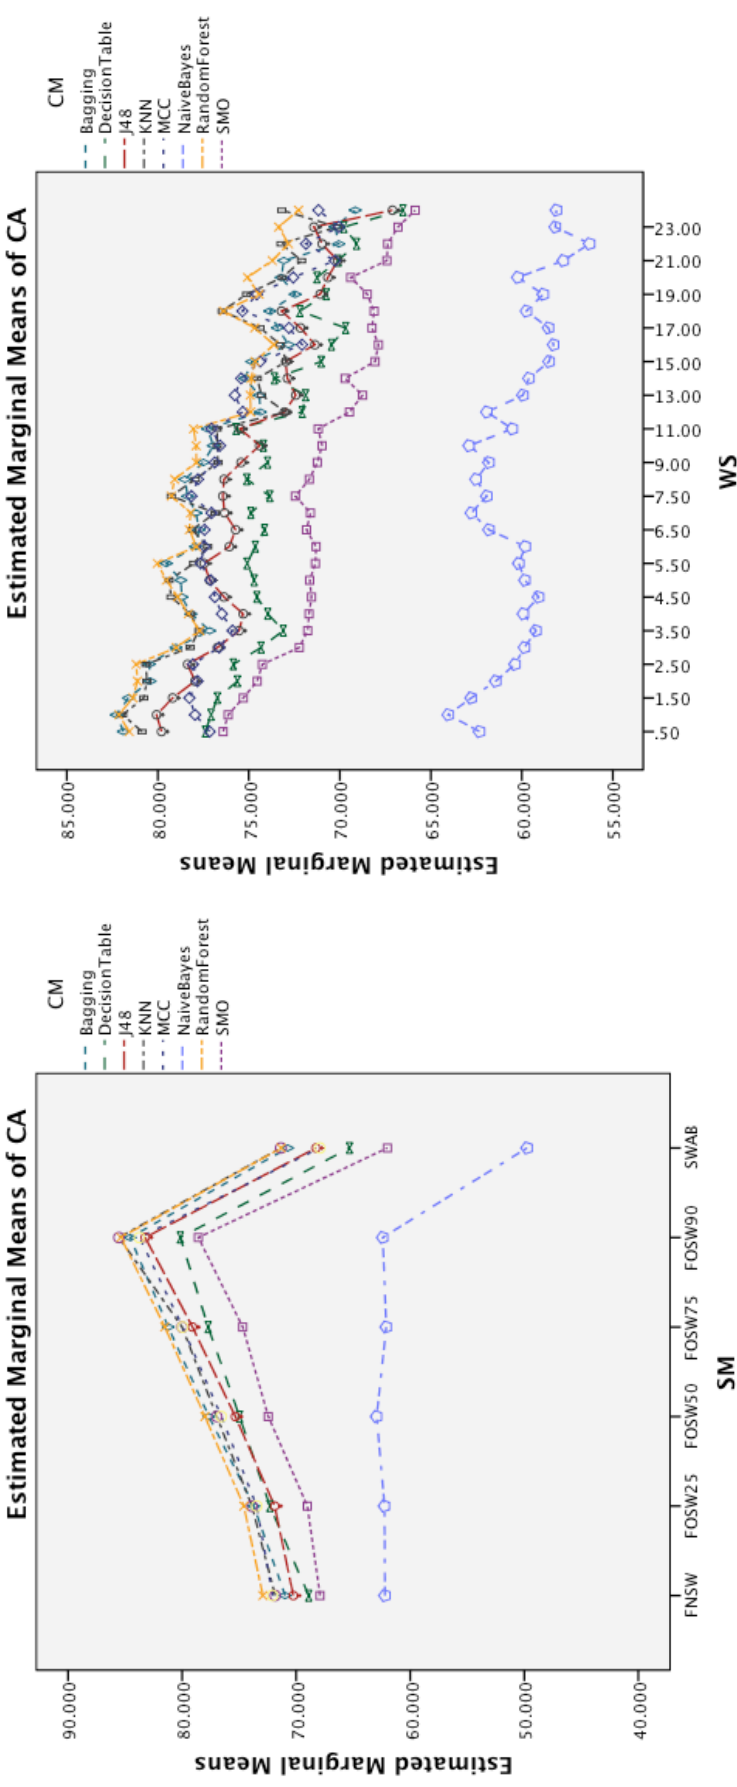 Estimated Marginal Means of CA
Estimated Marginal Means
90.000
80.000
70.000
60.000
50.000
40.000
FNSW
FOSW25
FOSW50
FOSW75
FOSW90
SWAB
SM
CM
Bagging
DecisionTable
J48
KNN
MCC
NaiveBayes
RandomForest
SMO
Estimated Marginal Means of CA
Estimated Marginal Means
85.000
80.000
75.000
70.000
65.000
60.000
55.000
.50
1.50
2.50
3.50
4.50
5.50
6.50
7.50
9.00
11.00
13.00
15.00
17.00
19.00
21.00
23.00
WS
CM
Bagging
DecisionTable
J48
KNN
MCC
NaiveBayes
RandomForest
SMO